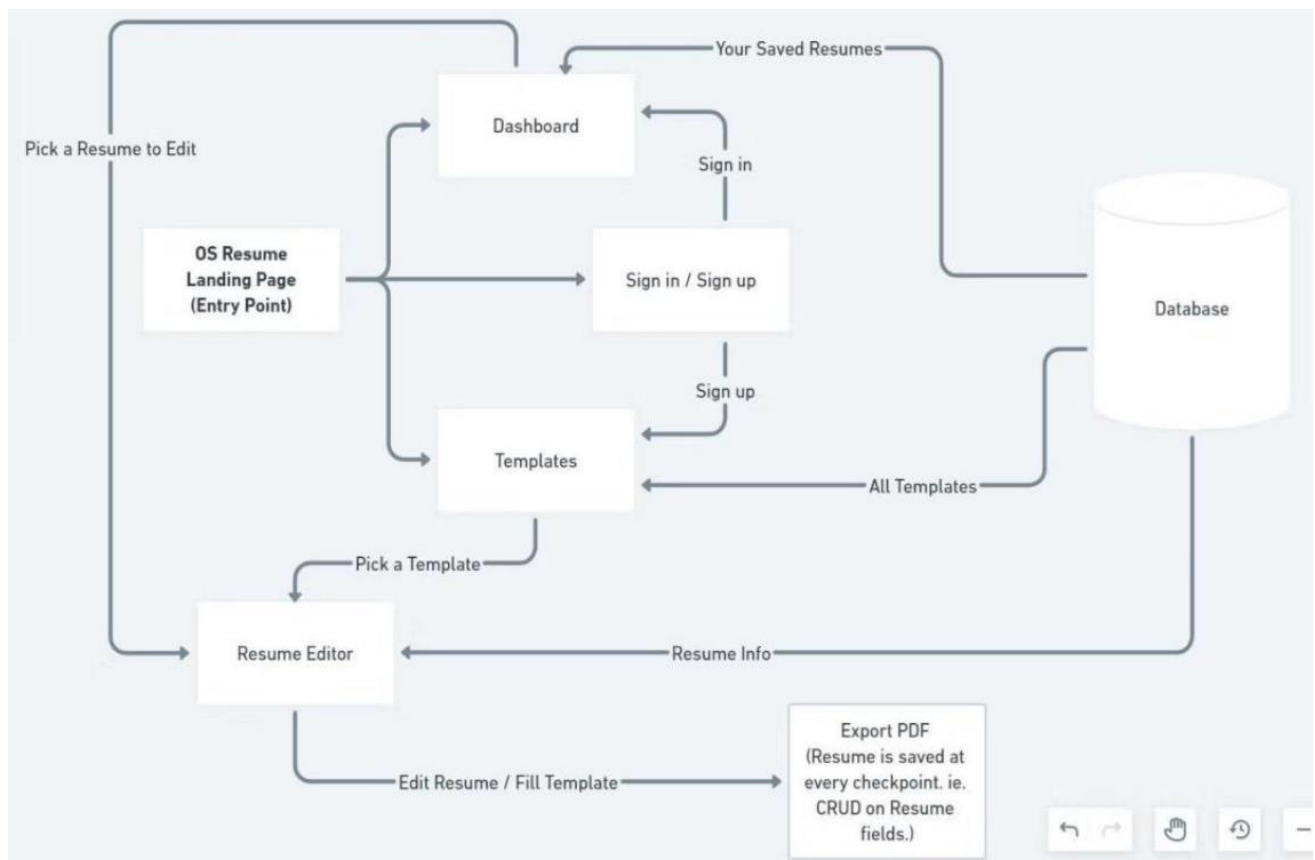 Your Saved Resumes
Dashboard
Pick a Resume to Edit
Sign in
OS Resume
Landing Page
(Entry Point)
Sign in / Sign up
Database
Sign up
Templates
All Templates
Pick a Template
Resume Editor
Resume Info
Export PDF
(Resume is saved at
every checkpoint. ie.
CRUD on Resume
fields.)
Edit Resume / Fill Template